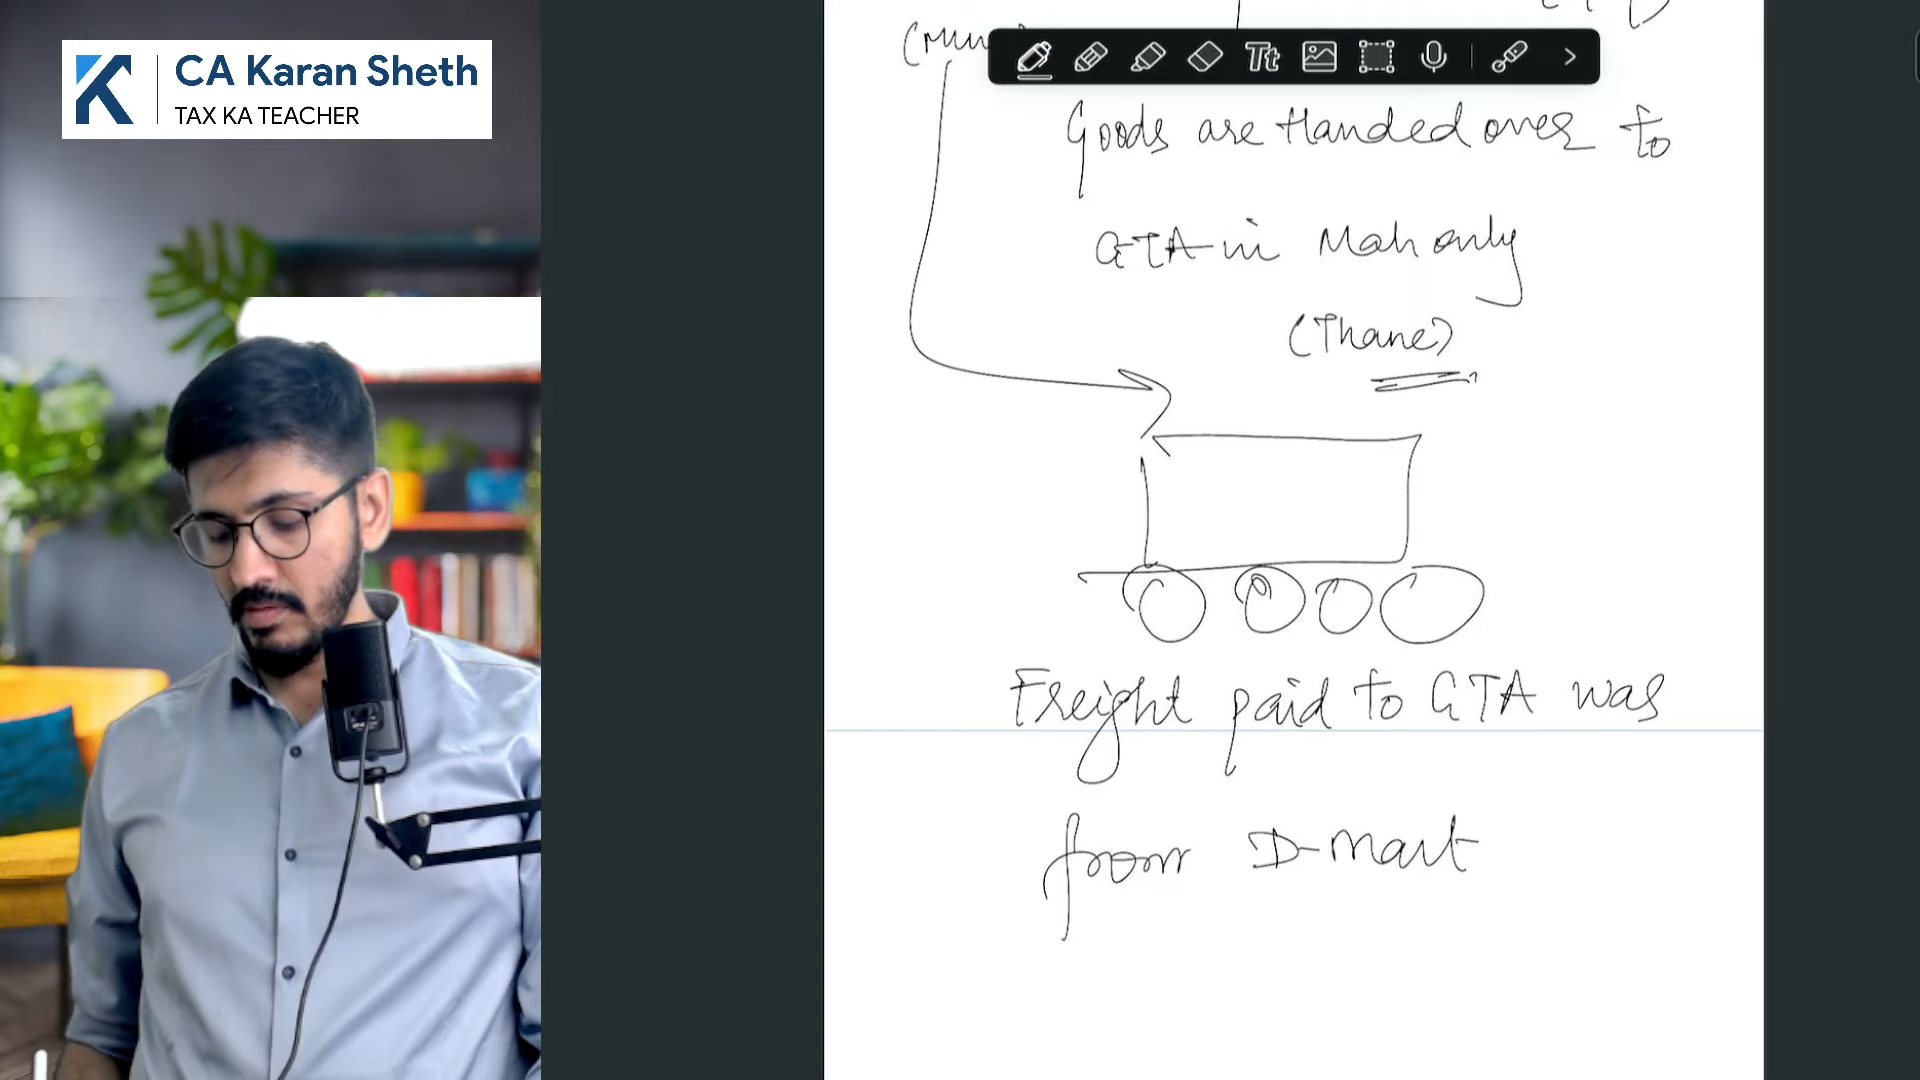 CA Karan Sheth
TAX KA TEACHER
Tt
Goods are Handed over to
GTA in Mah only
(Thane)
Freight paid to GTA was
from D-Mart